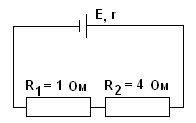 E, r
R₁ = 1 Ом R₂ = 4 Ом